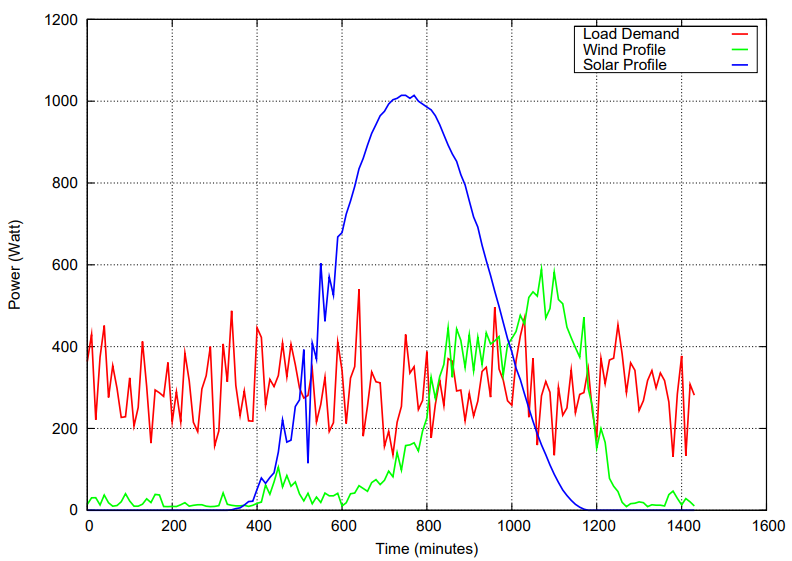 1200
1000
800
600
400
200
0
0 200 400 600 800 1000 1200 1400 1600
Power (Watt)
Time (minutes)
Load Demand
Wind Profile
Solar Profile